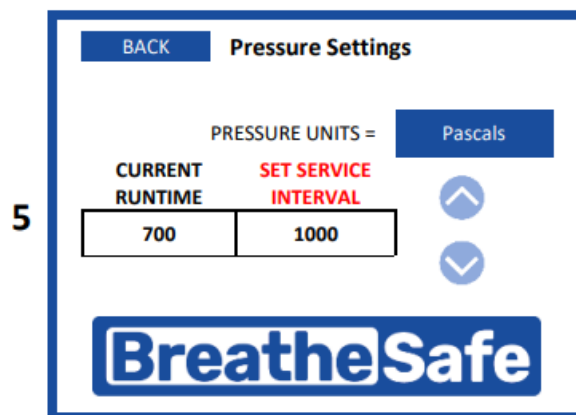 BACK Pressure Settings
PRESSURE UNITS = Pascals
CURRENT RUNTIME
SET SERVICE INTERVAL
700 1000
5
BreatheSafe